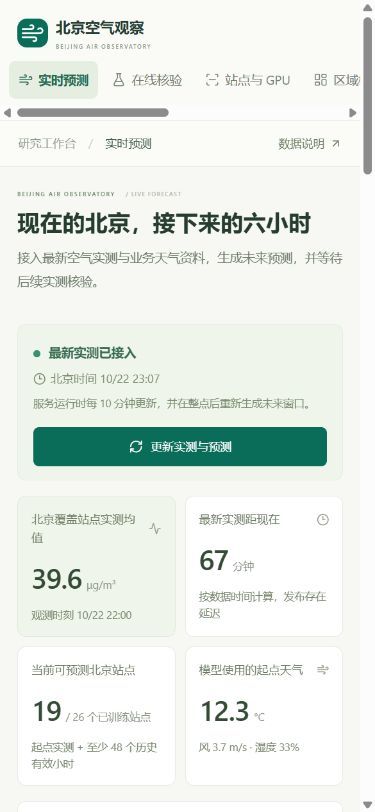 北京空气观察
BEIJING AIR OBSERVATORY
实时预测 在线核验 站点与 GPU 区域
研究工作台 / 实时预测 数据说明
BEIJING AIR OBSERVATORY / LIVE FORECAST
现在的北京，接下来的六小时
接入最新空气实测与业务天气资料，生成未来预测，并等待
后续实测核验。
最新实测已接入
北京时间 10/22 23:07
服务运行时每 10 分钟更新，并在整点后重新生成未来窗口。
更新实测与预测
北京覆盖站点实测均
值
39.6 μg/m³
观测时刻 10/22 22:00
最新实测距现在
67 分钟
按数据时间计算，发布存在
延迟
当前可预测北京站点
19 / 26 个已训练站点
起点实测 + 至少 48 个历史
有效小时
模型使用的起点天气
12.3 °C
风 3.7 m/s · 湿度 33%